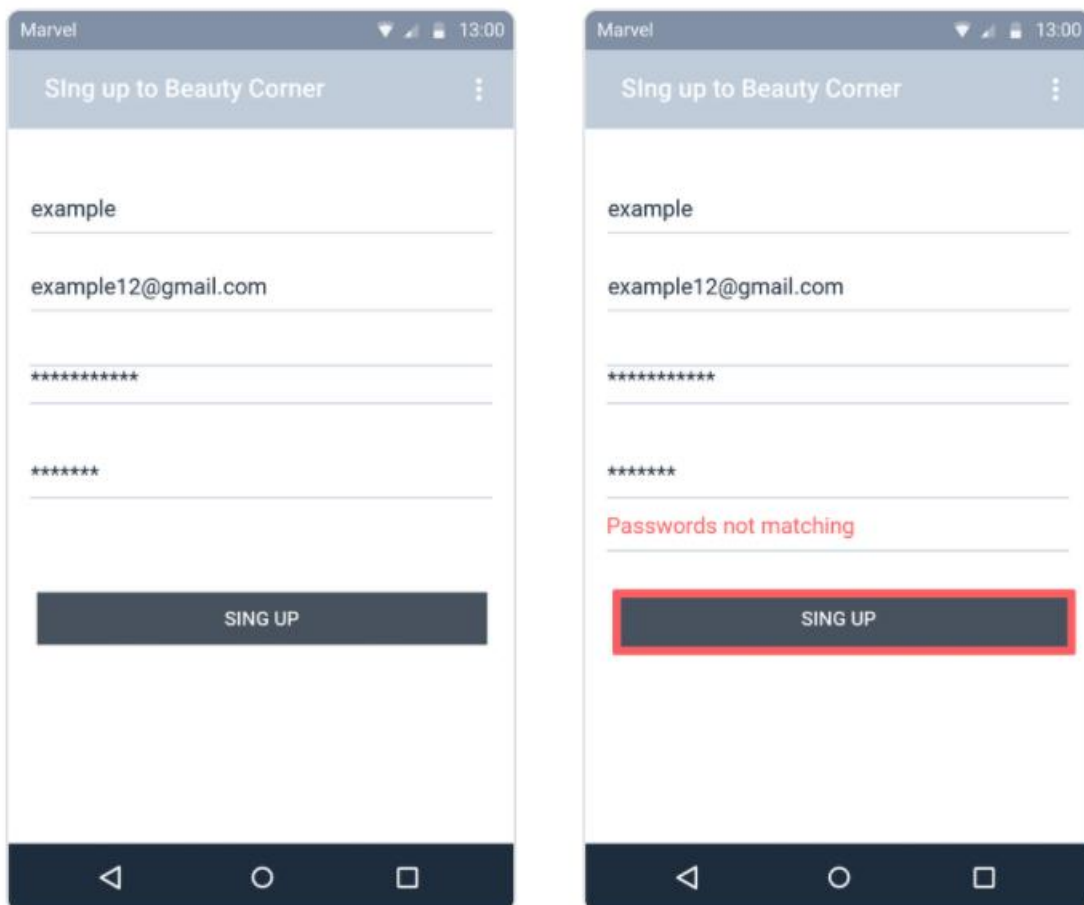 Marvel 13:00
SIng up to Beauty Corner
example
example12@gmail.com
***********
*******
SING UP
Marvel 13:00
SIng up to Beauty Corner
example
example12@gmail.com
***********
*******
Passwords not matching
SING UP